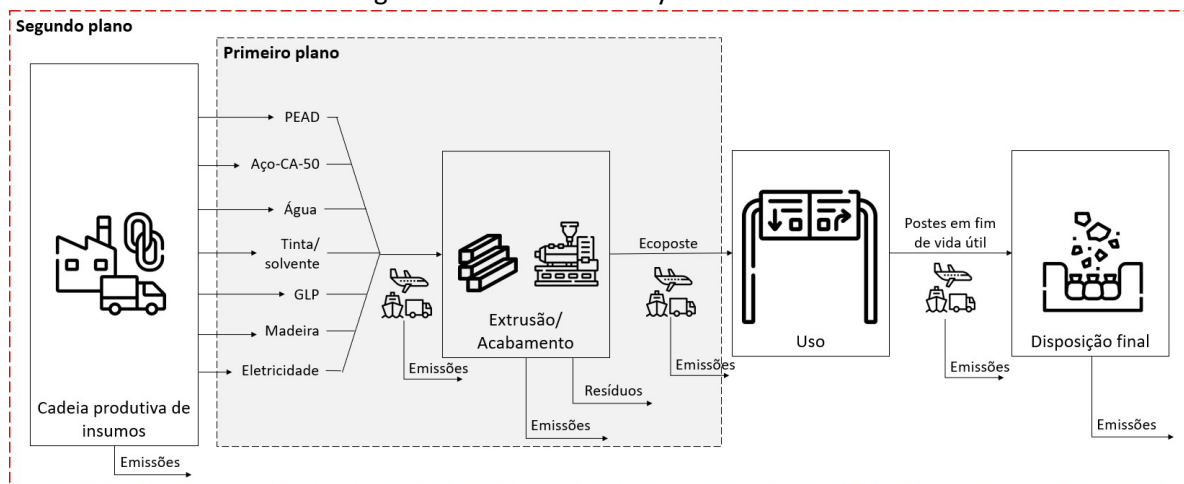 Segundo plano
Primeiro plano
PEAD
Aço-CA-50
Água
Tinta/
solvente
GLP
Madeira
Eletricidade
Cadeia produtiva de
insumos
Emissões
Emissões
Extrusão/
Acabamento
Resíduos
Emissões
Ecoposte
Emissões
Uso
Postes em fim
de vida útil
Emissões
Disposição final
Emissões